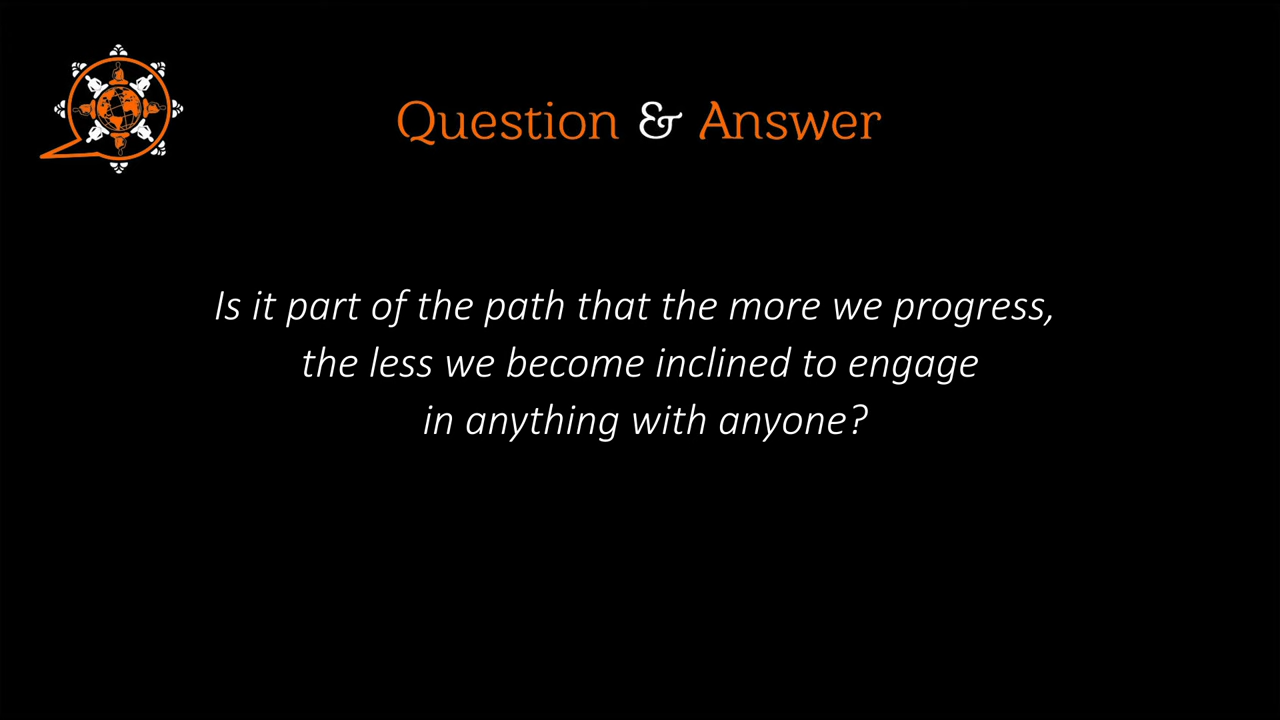 Question & Answer
Is it part of the path that the more we progress,
the less we become inclined to engage
in anything with anyone?